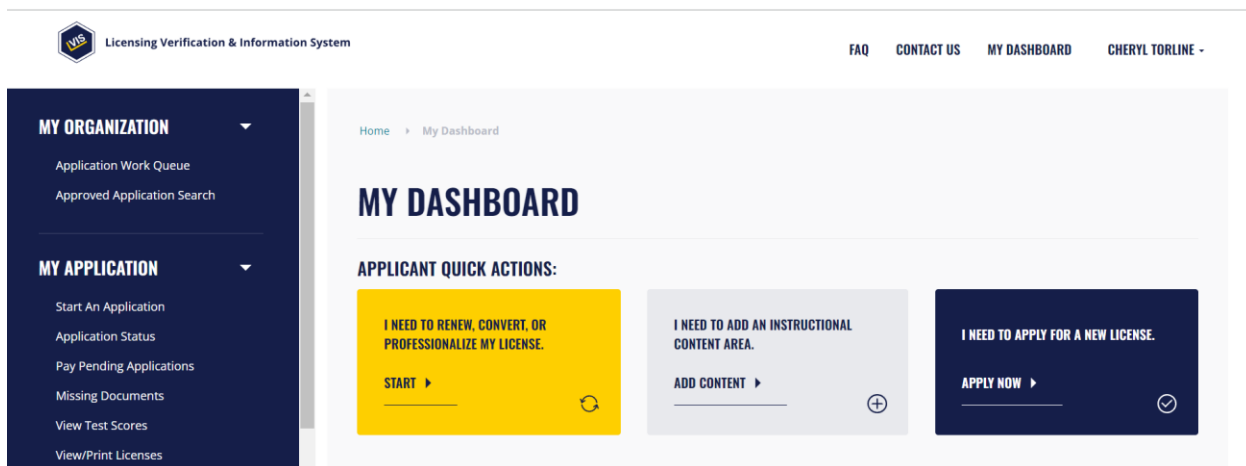 LVIS
Licensing Verification & Information System
FAQ
CONTACT US
MY DASHBOARD
CHERYL TORLINE
MY ORGANIZATION
Application Work Queue
Approved Application Search
MY APPLICATION
Start An Application
Application Status
Pay Pending Applications
Missing Documents
View Test Scores
View/Print Licenses
Home
My Dashboard
MY DASHBOARD
APPLICANT QUICK ACTIONS:
I NEED TO RENEW, CONVERT, OR
PROFESSIONALIZE MY LICENSE.
START
I NEED TO ADD AN INSTRUCTIONAL
CONTENT AREA.
ADD CONTENT
I NEED TO APPLY FOR A NEW LICENSE.
APPLY NOW